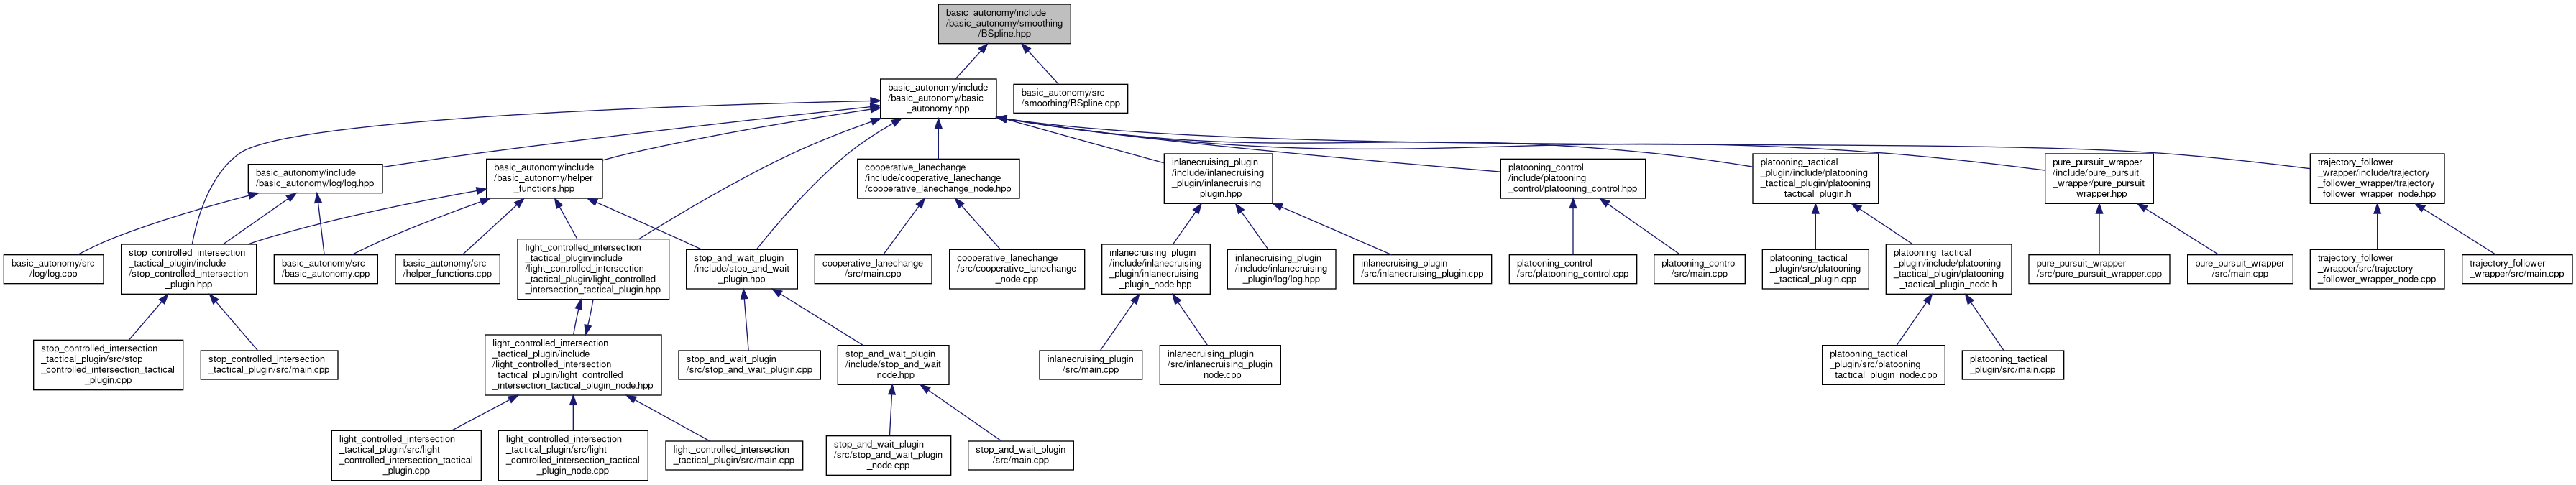 basic_autonomy/include
/basic_autonomy/smoothing
/BSpline.hpp
basic_autonomy/include
/basic_autonomy/basic
_autonomy.hpp
basic_autonomy/src
/smoothing/BSpline.cpp
basic_autonomy/include
/basic_autonomy/log/log.hpp
basic_autonomy/include
/basic_autonomy/helper
_functions.hpp
cooperative_lanechange
/include/cooperative_lanechange
/cooperative_lanechange_node.hpp
inlanecruising_plugin
/include/inlanecruising
_plugin/inlanecruising
_plugin.hpp
platooning_control
/include/platooning
_control/platooning_control.hpp
platooning_tactical
_plugin/include/platooning
_tactical_plugin/platooning
_tactical_plugin.h
pure_pursuit_wrapper
/include/pure_pursuit
_wrapper/pure_pursuit
_wrapper.hpp
trajectory_follower
_wrapper/include/trajectory
_follower_wrapper/trajectory
_follower_wrapper_node.hpp
basic_autonomy/src
/log/log.cpp
stop_controlled_intersection
_tactical_plugin/include
/stop_controlled_intersection
_plugin.hpp
basic_autonomy/src
/basic_autonomy.cpp
basic_autonomy/src
/helper_functions.cpp
light_controlled_intersection
_tactical_plugin/include
/light_controlled_intersection
_tactical_plugin/light_controlled
_intersection_tactical_plugin.hpp
stop_and_wait_plugin
/include/stop_and_wait
_plugin.hpp
cooperative_lanechange
/src/main.cpp
cooperative_lanechange
/src/cooperative_lanechange
_node.cpp
inlanecruising_plugin
/include/inlanecruising
_plugin/inlanecruising
_plugin_node.hpp
inlanecruising_plugin
/include/inlanecruising
_plugin/log/log.hpp
inlanecruising_plugin
/src/inlanecruising_plugin.cpp
platooning_control
/src/platooning_control.cpp
platooning_control
/src/main.cpp
platooning_tactical
_plugin/src/platooning
_tactical_plugin.cpp
platooning_tactical
_plugin/include/platooning
_tactical_plugin/platooning
_tactical_plugin_node.h
pure_pursuit_wrapper
/src/pure_pursuit_wrapper.cpp
pure_pursuit_wrapper
/src/main.cpp
trajectory_follower
_wrapper/src/trajectory
_follower_wrapper_node.cpp
trajectory_follower
_wrapper/src/main.cpp
stop_controlled_intersection
_tactical_plugin/src/stop
_controlled_intersection_tactical
_plugin.cpp
stop_controlled_intersection
_tactical_plugin/src/main.cpp
light_controlled_intersection
_tactical_plugin/include
/light_controlled_intersection
_tactical_plugin/light_controlled
_intersection_tactical_plugin_node.hpp
stop_and_wait_plugin
/src/stop_and_wait_plugin.cpp
stop_and_wait_plugin
/include/stop_and_wait
_node.hpp
inlanecruising_plugin
/src/main.cpp
inlanecruising_plugin
/src/inlanecruising_plugin
_node.cpp
platooning_tactical
_plugin/src/platooning
_tactical_plugin_node.cpp
platooning_tactical
_plugin/src/main.cpp
light_controlled_intersection
_tactical_plugin/src/light
_controlled_intersection_tactical
_plugin.cpp
light_controlled_intersection
_tactical_plugin/src/light
_controlled_intersection_tactical
_plugin_node.cpp
light_controlled_intersection
_tactical_plugin/src/main.cpp
stop_and_wait_plugin
/src/stop_and_wait_plugin
_node.cpp
stop_and_wait_plugin
/src/main.cpp